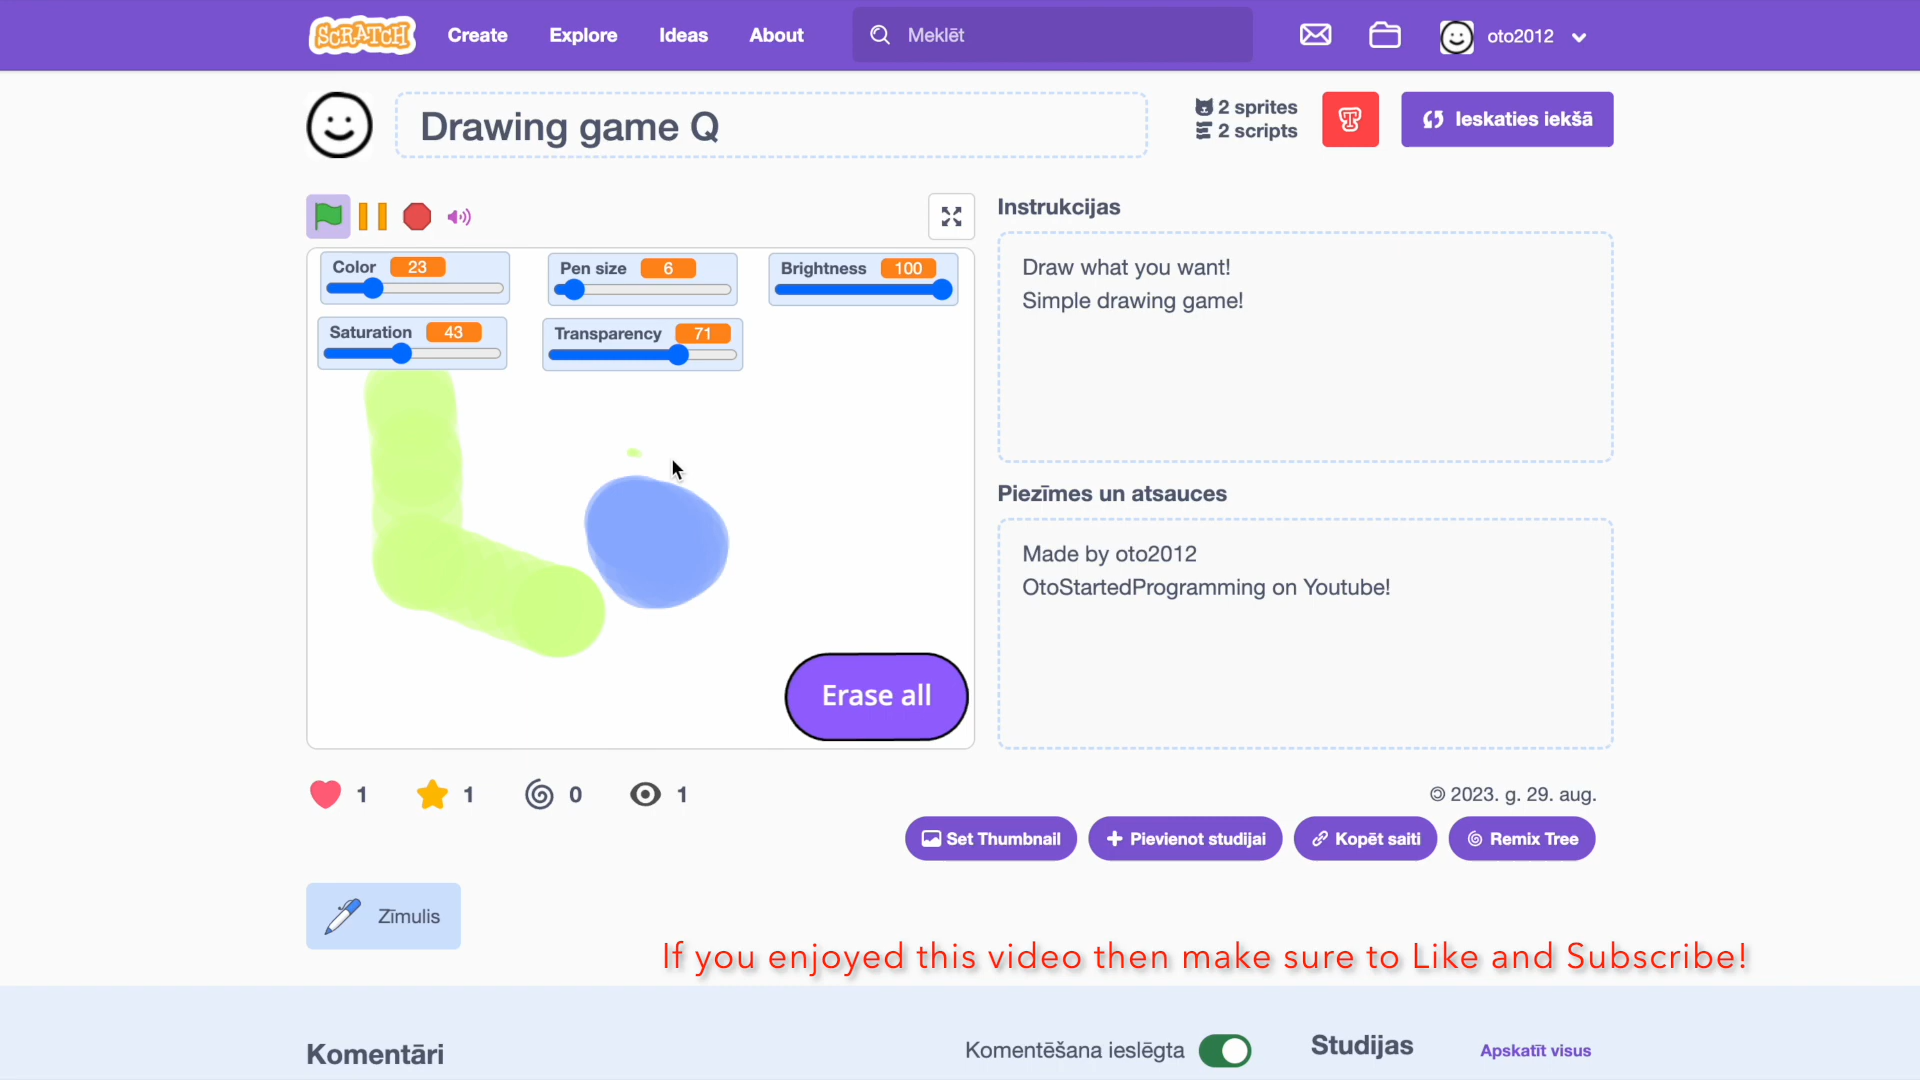 SCRATCH Create Explore Ideas About Meklēt oto2012
Drawing game Q
2 sprites
2 scripts
Ieskaties iekšā
Color 23
Pen size 6
Brightness 100
Saturation 43
Transparency 71
Erase all
Instrukcijas
Draw what you want!
Simple drawing game!
Piezīmes un atsauces
Made by oto2012
OtoStartedProgramming on Youtube!
1 1 0 1
2023. g. 29. aug.
Set Thumbnail
Pievienot studijai
Kopēt saiti
Remix Tree
Zīmulis
If you enjoyed this video then make sure to Like and Subscribe!
Komentāri
Komentēšana ieslēgta
Studijas
Apskatīt visus